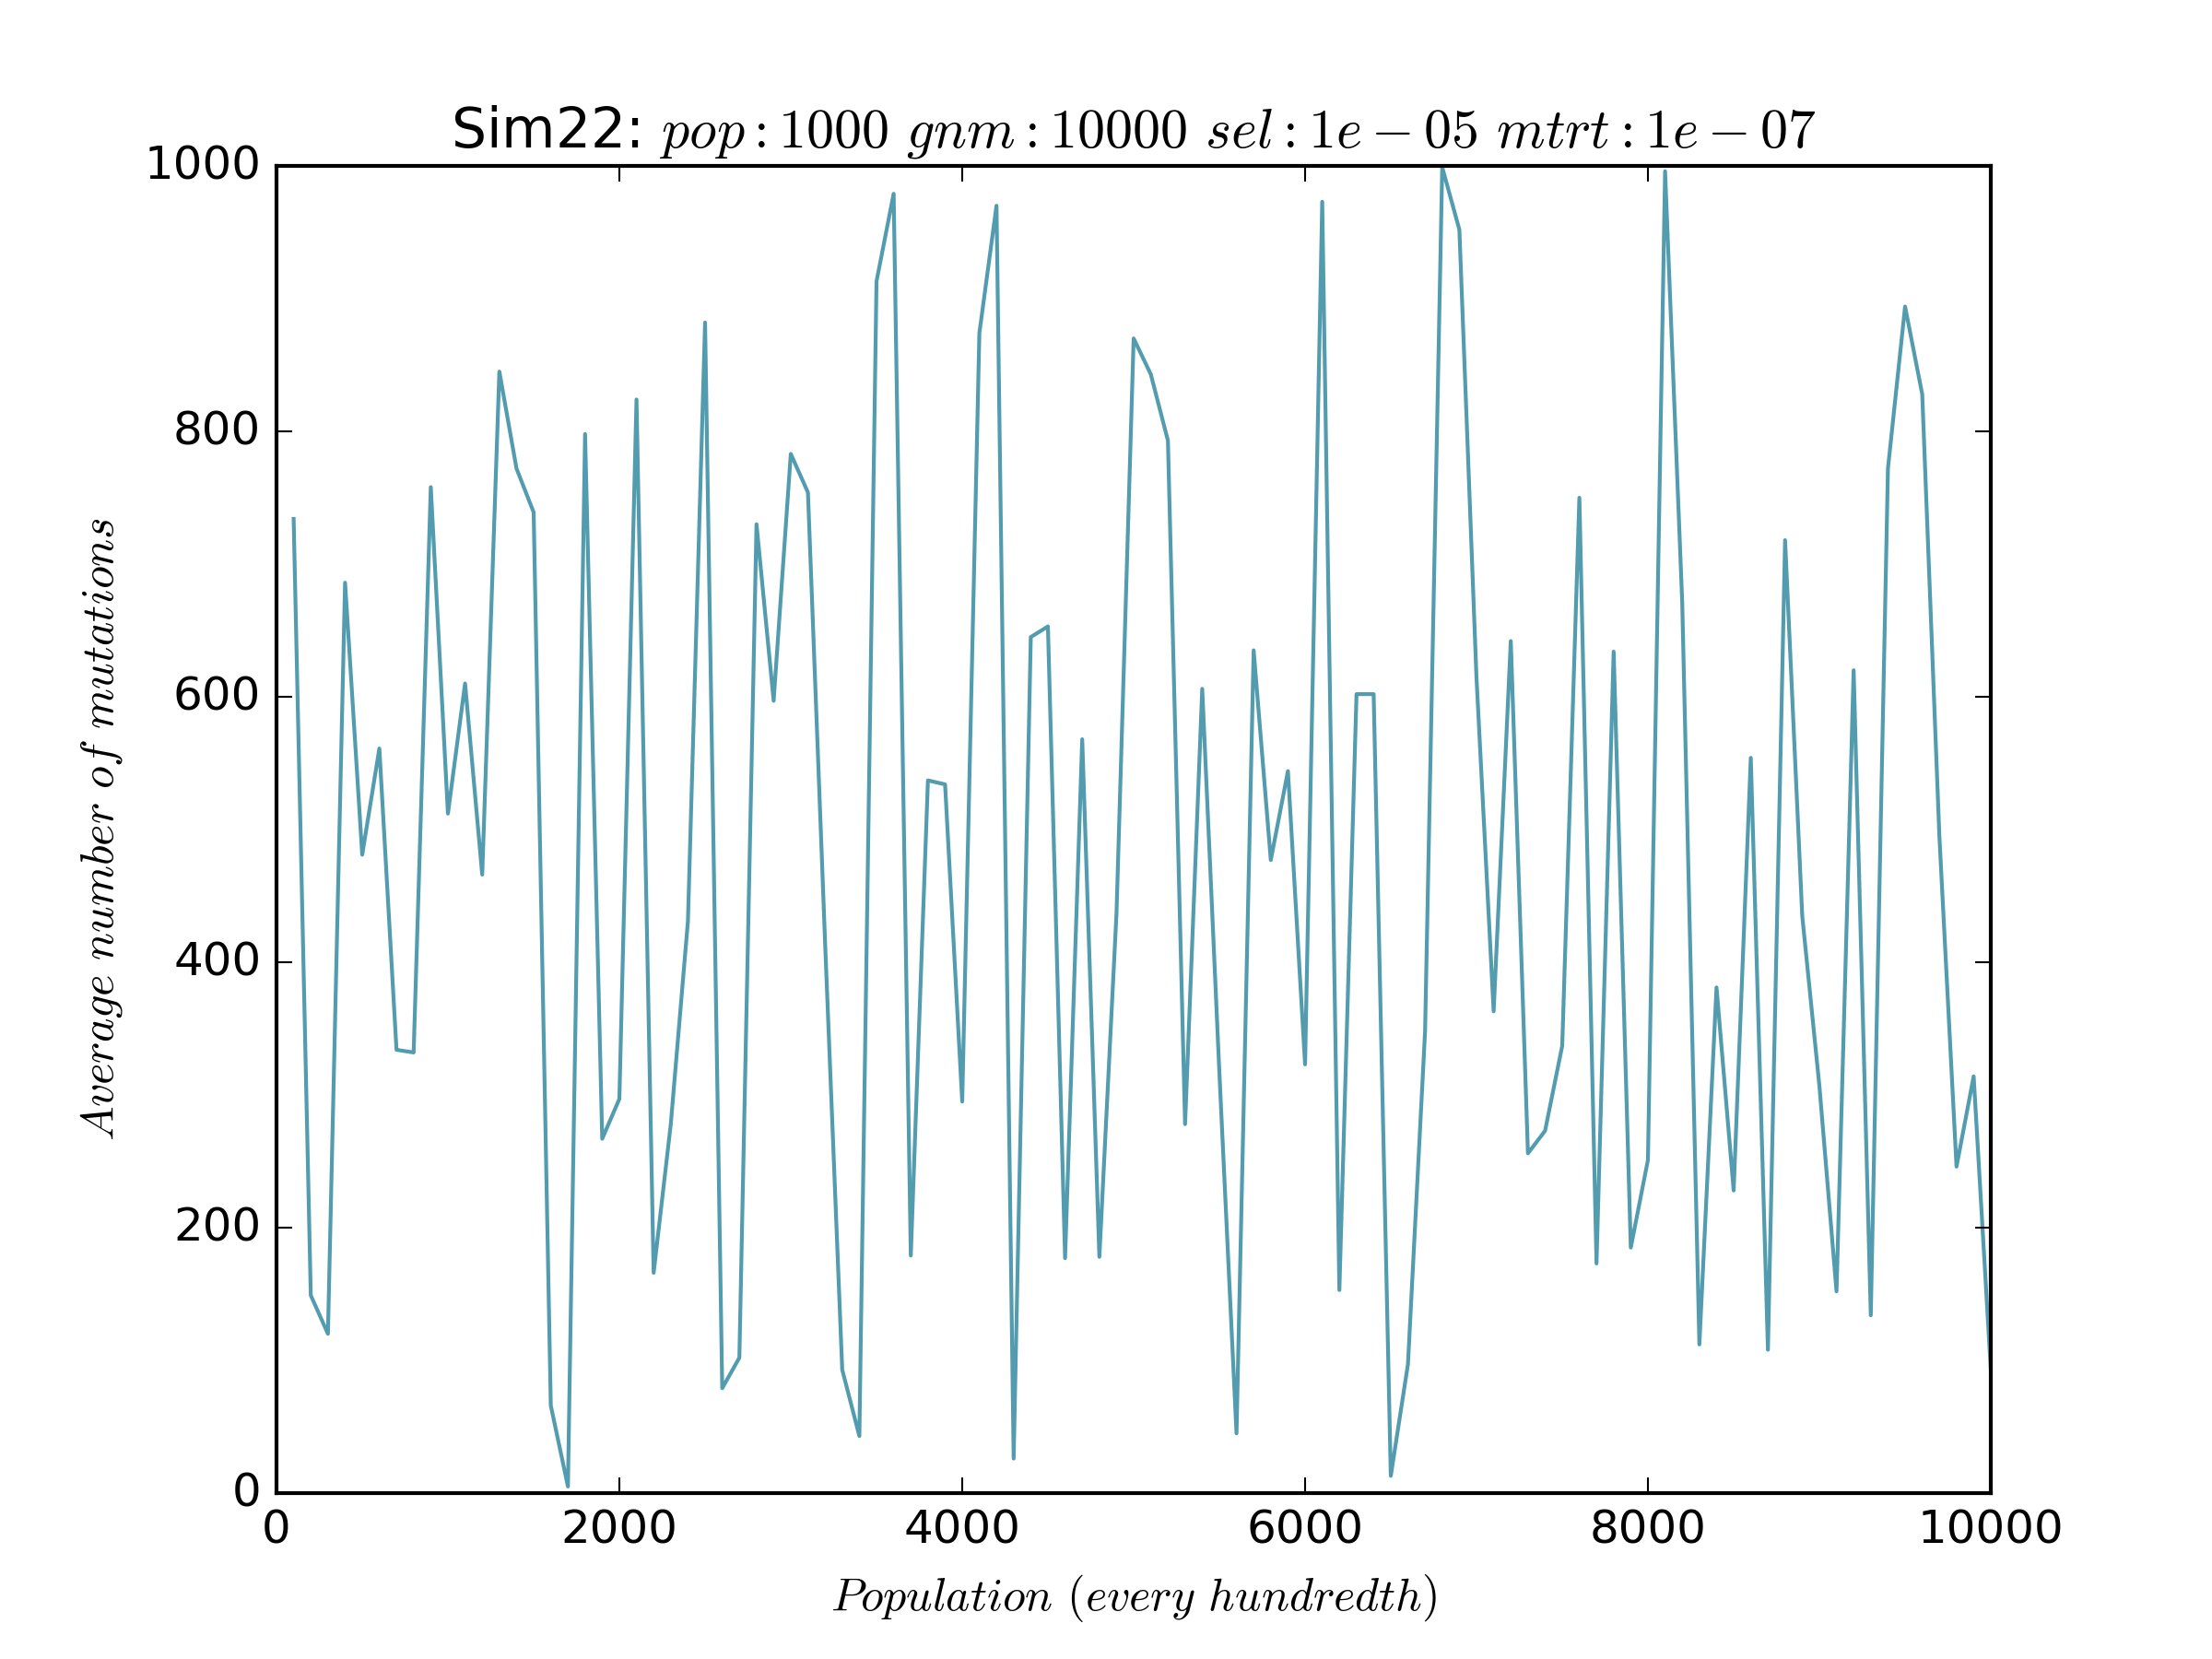 Sim22: pop : 1000 gnm : 10000 sel : 1e − 05 mtrt : 1e − 07
1000
800
600
400
200
0
Average number of mutations
0 2000 4000 6000 8000 10000
Population (every hundredth)